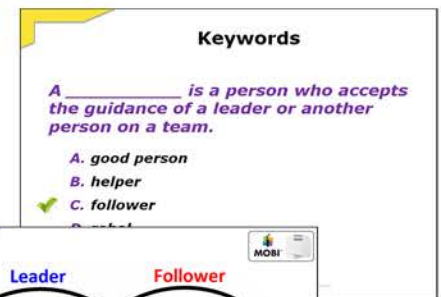 Keywords
A ____________ is a person who accepts
the guidance of a leader or another
person on a team.
A. good person
B. helper
C. follower
MOBI
Leader Follower